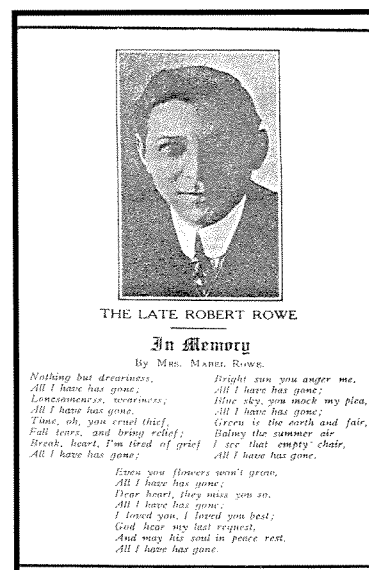 THE LATE ROBERT ROWE
In Memory
By Mrs. Mabel Rowe.
Nothing but dreariness,
All I have has gone;
Lonesomeness, weariness;
All I have has gone.
Time, oh, you cruel thief,
Fall tears, and bring relief;
Break, heart, I'm tired of grief
All I have has gone;
Bright sun you anger me,
All I have has gone;
Blue sky, you mock my plea,
All I have has gone;
Green is the earth and fair,
Balmy the summer air
I see that empty chair,
All I have has gone.
Even you flowers won't grow,
All I have has gone;
Dear heart, they miss you so,
All I have has gone;
I loved you, I loved you best;
God hear my last request,
And may his soul in peace rest,
All I have has gone.